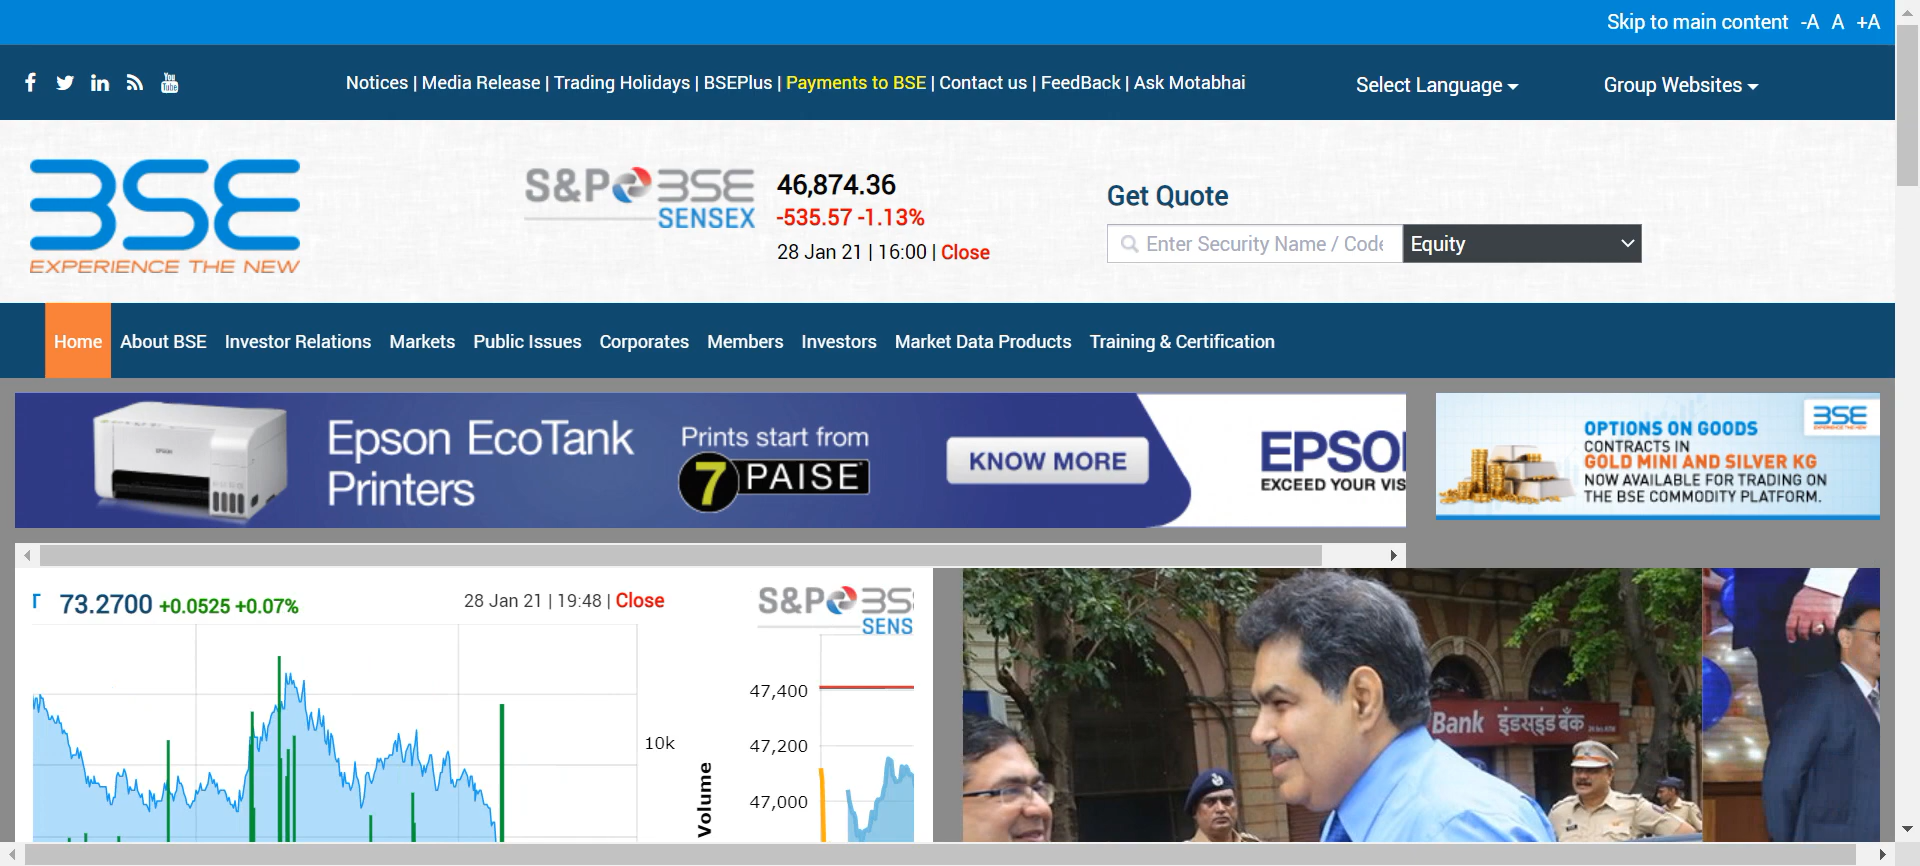 Skip to main content -A A +A
Notices | Media Release | Trading Holidays | BSEPlus | Payments to BSE | Contact us | FeedBack | Ask Motabhai
Select Language
Group Websites
You Tube
BSE
EXPERIENCE THE NEW
S&P BSE
SENSEX
46,874.36
-535.57 -1.13%
28 Jan 21 | 16:00 | Close
Get Quote
Enter Security Name / Code
Equity
Home About BSE Investor Relations Markets Public Issues Corporates Members Investors Market Data Products Training & Certification
EPSON
Epson EcoTank
Printers
Prints start from
7 PAISE
KNOW MORE
EPSO
EXCEED YOUR VIS
BSE
OPTIONS ON GOODS
CONTRACTS IN
GOLD MINI AND SILVER KG
NOW AVAILABLE FOR TRADING ON
THE BSE COMMODITY PLATFORM.
73.2700 +0.0525 +0.07%
28 Jan 21 | 19:48 | Close
10k
Volume
S&P BS
SENS
47,400
47,200
47,000
Bank इंडसइंड बैंक